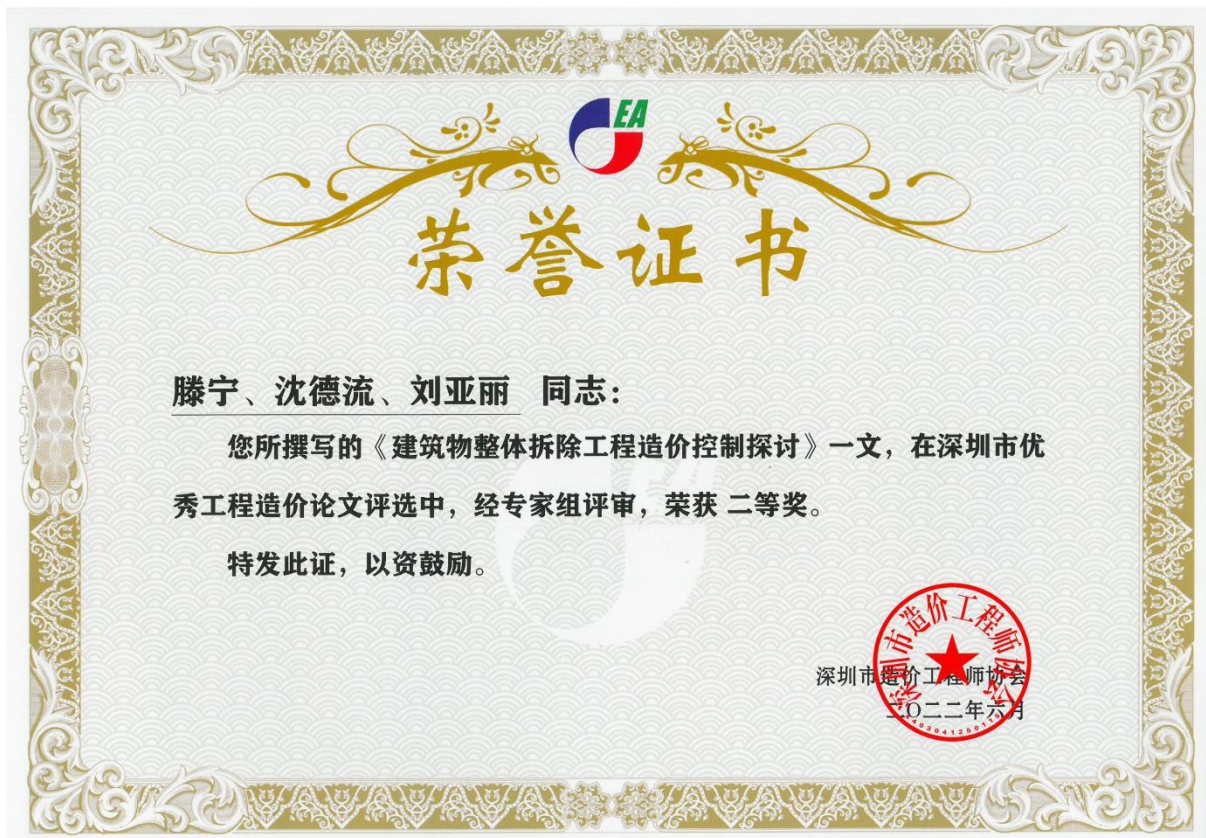 EA
荣誉证书
滕宁、沈德流、刘亚丽 同志：
您所撰写的《建筑物整体拆除工程造价控制探讨》一文，在深圳市优
秀工程造价论文评选中，经专家组评审，荣获 二等奖。
特发此证，以资鼓励。
深圳市造价工程师协会
二〇二二年六月
深圳市造价工程师协会